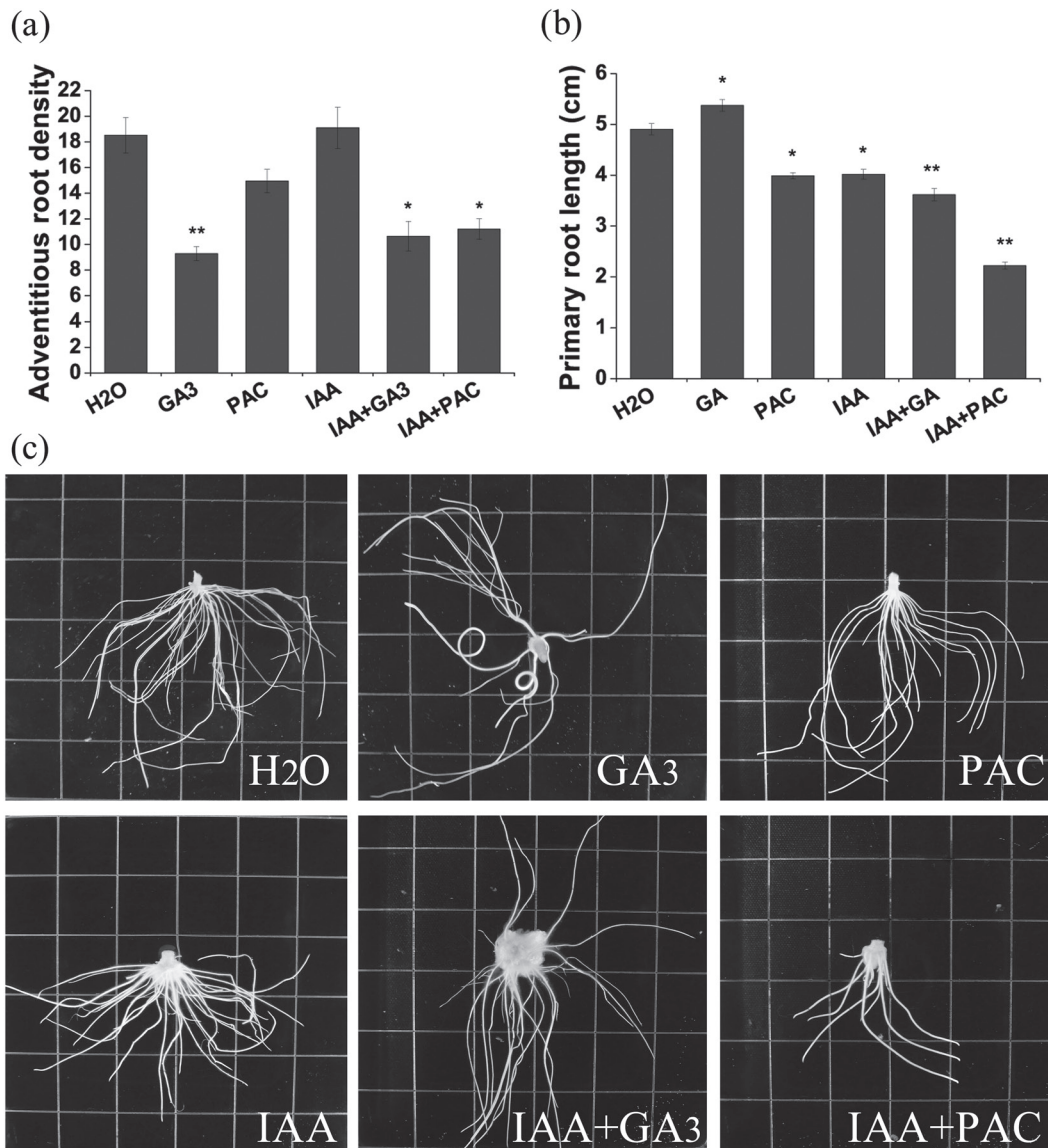 (a)
Adventitious root density
22
20
18
16
14
12
10
8
6
4
2
0
**
*
*
H2O
GA3
PAC
IAA
IAA+GA3
IAA+PAC
(b)
Primary root length (cm)
6
5
4
3
2
1
0
*
*
*
**
**
H2O
GA
PAC
IAA
IAA+GA
IAA+PAC
(c)
H2O
GA3
PAC
IAA
IAA+GA3
IAA+PAC